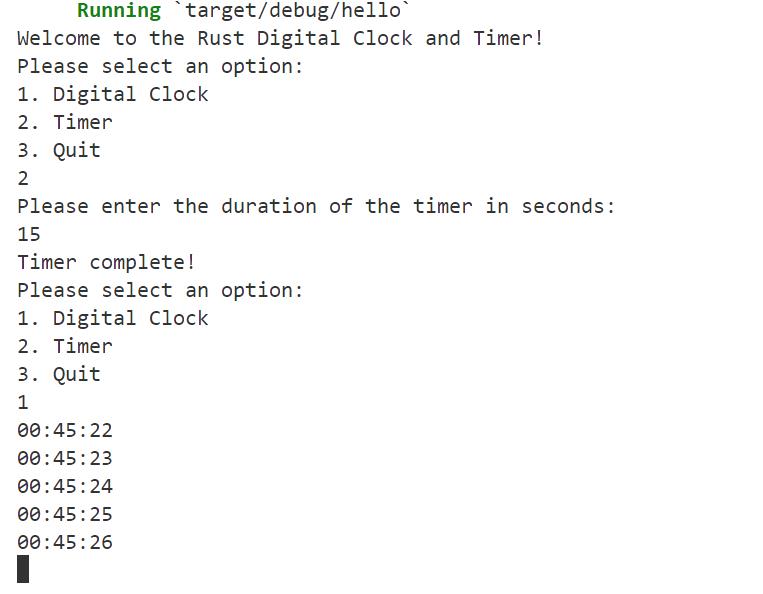 Running `target/debug/hello`
Welcome to the Rust Digital Clock and Timer!
Please select an option:
1. Digital Clock
2. Timer
3. Quit
2
Please enter the duration of the timer in seconds:
15
Timer complete!
Please select an option:
1. Digital Clock
2. Timer
3. Quit
1
00:45:22
00:45:23
00:45:24
00:45:25
00:45:26